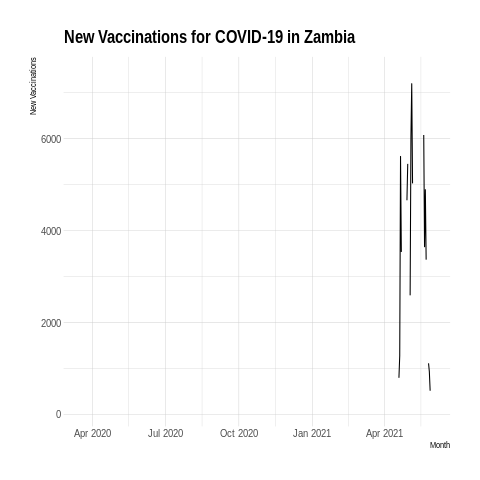 New Vaccinations for COVID-19 in Zambia
New Vaccinations
6000
4000
2000
0
Apr 2020 Jul 2020 Oct 2020 Jan 2021 Apr 2021
Month